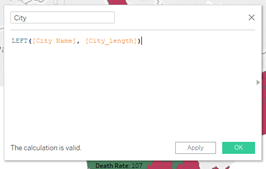 City
LEFT([City Name], [City_length])
The calculation is valid.
Apply
OK
Death Rate: 107